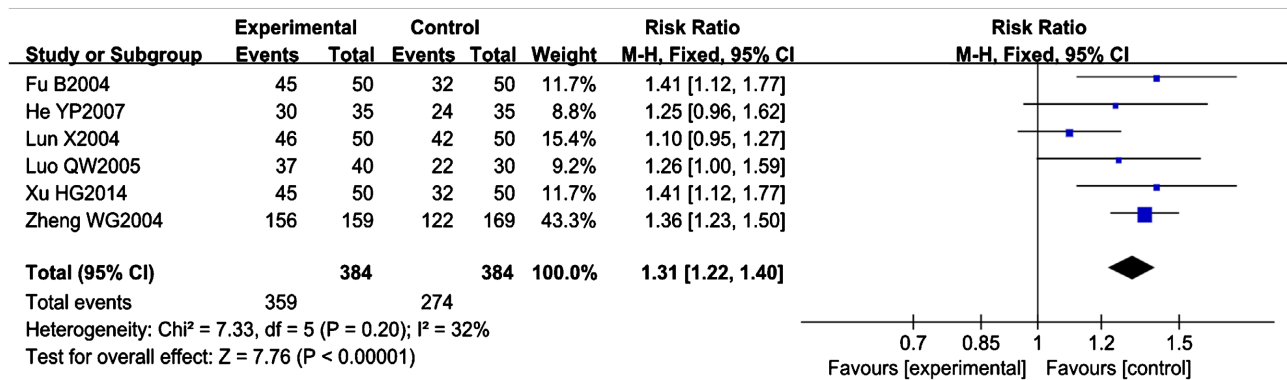 Experimental Control Risk Ratio Risk Ratio
Study or Subgroup Events Total Events Total Weight M-H, Fixed, 95% CI M-H, Fixed, 95% CI
Fu B2004 45 50 32 50 11.7% 1.41 [1.12, 1.77]
He YP2007 30 35 24 35 8.8% 1.25 [0.96, 1.62]
Lun X2004 46 50 42 50 15.4% 1.10 [0.95, 1.27]
Luo QW2005 37 40 22 30 9.2% 1.26 [1.00, 1.59]
Xu HG2014 45 50 32 50 11.7% 1.41 [1.12, 1.77]
Zheng WG2004 156 159 122 169 43.3% 1.36 [1.23, 1.50]
Total (95% CI) 384 384 100.0% 1.31 [1.22, 1.40]
Total events 359 274
Heterogeneity: Chi² = 7.33, df = 5 (P = 0.20); I² = 32%
Test for overall effect: Z = 7.76 (P < 0.00001)
0.7 0.85 1 1.2 1.5
Favours [experimental] Favours [control]